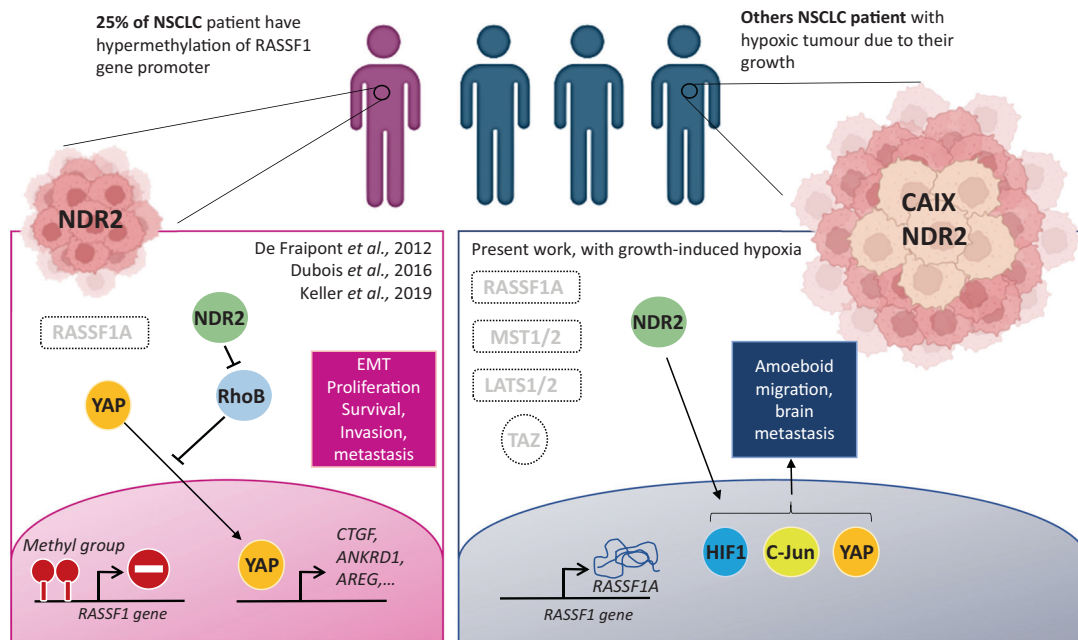 25% of NSCLC patient have
hypermethylation of RASSF1
gene promoter
Others NSCLC patient with
hypoxic tumour due to their
growth
NDR2
CAIX
NDR2
De Fraipont et al., 2012
Dubois et al., 2016
Keller et al., 2019
RASSF1A
NDR2
RhoB
YAP
EMT
Proliferation
Survival,
Invasion,
metastasis
Methyl group
RASSF1 gene
YAP
CTGF,
ANKRD1,
AREG,...
Present work, with growth-induced hypoxia
RASSF1A
MST1/2
LATS1/2
TAZ
NDR2
Amoeboid
migration,
brain
metastasis
HIF1
C-Jun
YAP
RASSF1A
RASSF1 gene